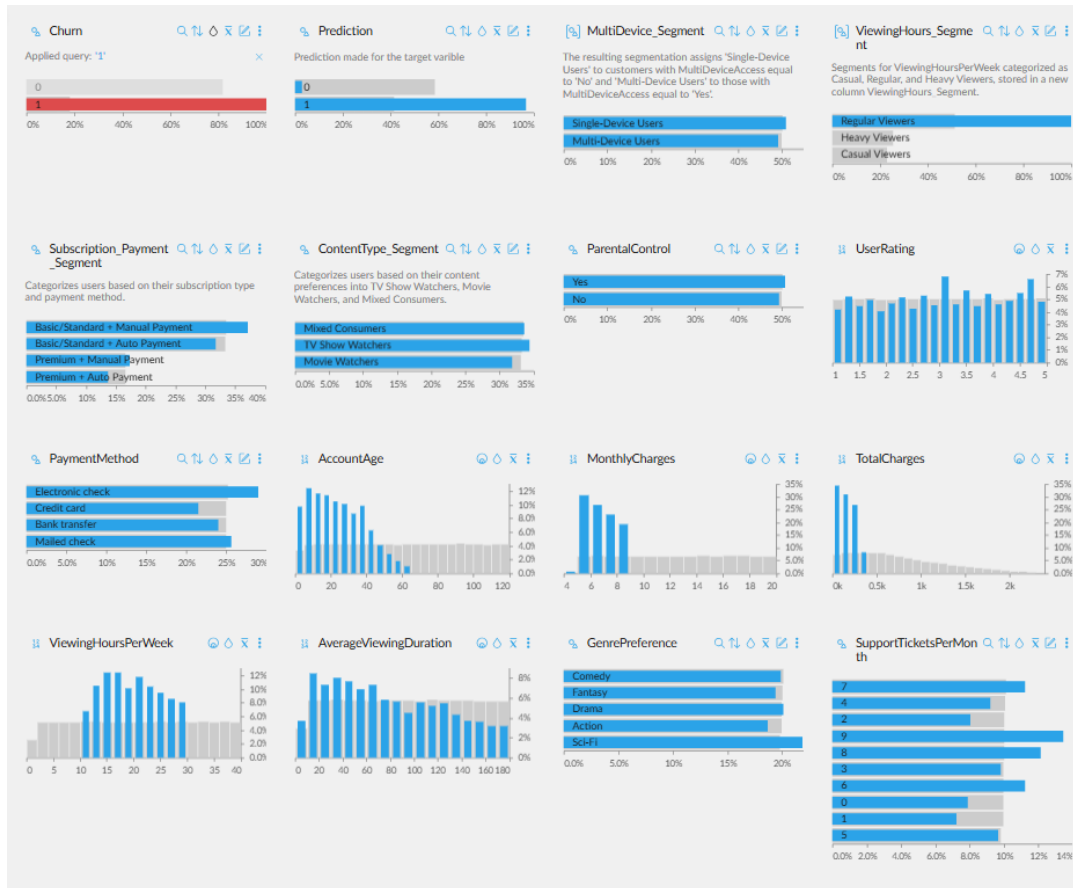 Churn
Applied query: '1'
×
0
1
0% 20% 40% 60% 80% 100%
Prediction
Prediction made for the target varible
0
1
0% 20% 40% 60% 80% 100%
MultiDevice_Segment
The resulting segmentation assigns 'Single-Device
Users' to customers with MultiDeviceAccess equal
to 'No' and 'Multi-Device Users' to those with
MultiDeviceAccess equal to 'Yes'.
Single-Device Users
Multi-Device Users
0% 10% 20% 30% 40% 50%
ViewingHours_Segme
nt
Segments for ViewingHoursPerWeek categorized as
Casual, Regular, and Heavy Viewers, stored in a new
column ViewingHours_Segment.
Regular Viewers
Heavy Viewers
Casual Viewers
0% 20% 40% 60% 80% 100%
Subscription_Payment
_Segment
Categorizes users based on their subscription type
and payment method.
Basic/Standard + Manual Payment
Basic/Standard + Auto Payment
Premium + Manual Payment
Premium + Auto Payment
0.0% 5.0% 10% 15% 20% 25% 30% 35% 40%
ContentType_Segment
Categorizes users based on their content
preferences into TV Show Watchers, Movie
Watchers, and Mixed Consumers.
Mixed Consumers
TV Show Watchers
Movie Watchers
0.0% 5.0% 10% 15% 20% 25% 30% 35%
ParentalControl
Yes
No
0% 10% 20% 30% 40% 50%
UserRating
7%
6%
5%
4%
3%
2%
1%
0%
1 1.5 2 2.5 3 3.5 4 4.5 5
PaymentMethod
Electronic check
Credit card
Bank transfer
Mailed check
0.0% 5.0% 10% 15% 20% 25% 30%
AccountAge
12%
10%
8.0%
6.0%
4.0%
2.0%
0.0%
0 20 40 60 80 100 120
MonthlyCharges
35%
30%
25%
20%
15%
10%
5.0%
0.0%
4 6 8 10 12 14 16 18 20
TotalCharges
35%
30%
25%
20%
15%
10%
5.0%
0.0%
0k 0.5k 1k 1.5k 2k
ViewingHoursPerWeek
12%
10%
8.0%
6.0%
4.0%
2.0%
0.0%
0 5 10 15 20 25 30 35 40
AverageViewingDuration
8%
6%
4%
2%
0%
0 20 40 60 80 100 120 140 160 180
GenrePreference
Comedy
Fantasy
Drama
Action
Sci-Fi
0.0% 5.0% 10% 15% 20%
SupportTicketsPerMon
th
7
4
2
9
8
3
6
0
1
5
0.0% 2.0% 4.0% 6.0% 8.0% 10% 12% 14%